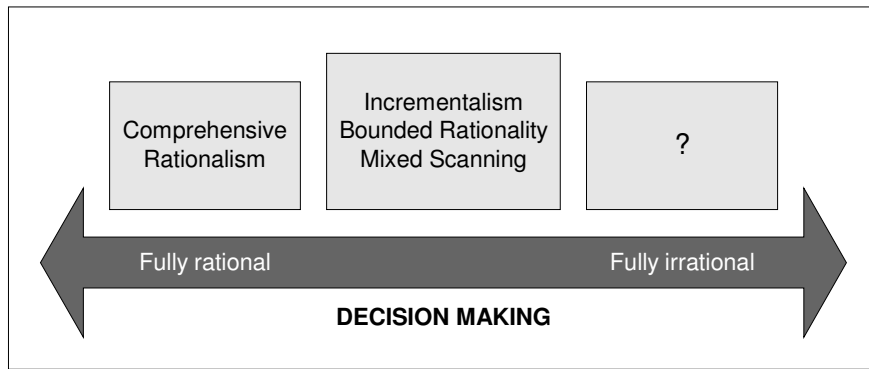 Comprehensive
Rationalism
Incrementalism
Bounded Rationality
Mixed Scanning
?
Fully rational
Fully irrational
DECISION MAKING